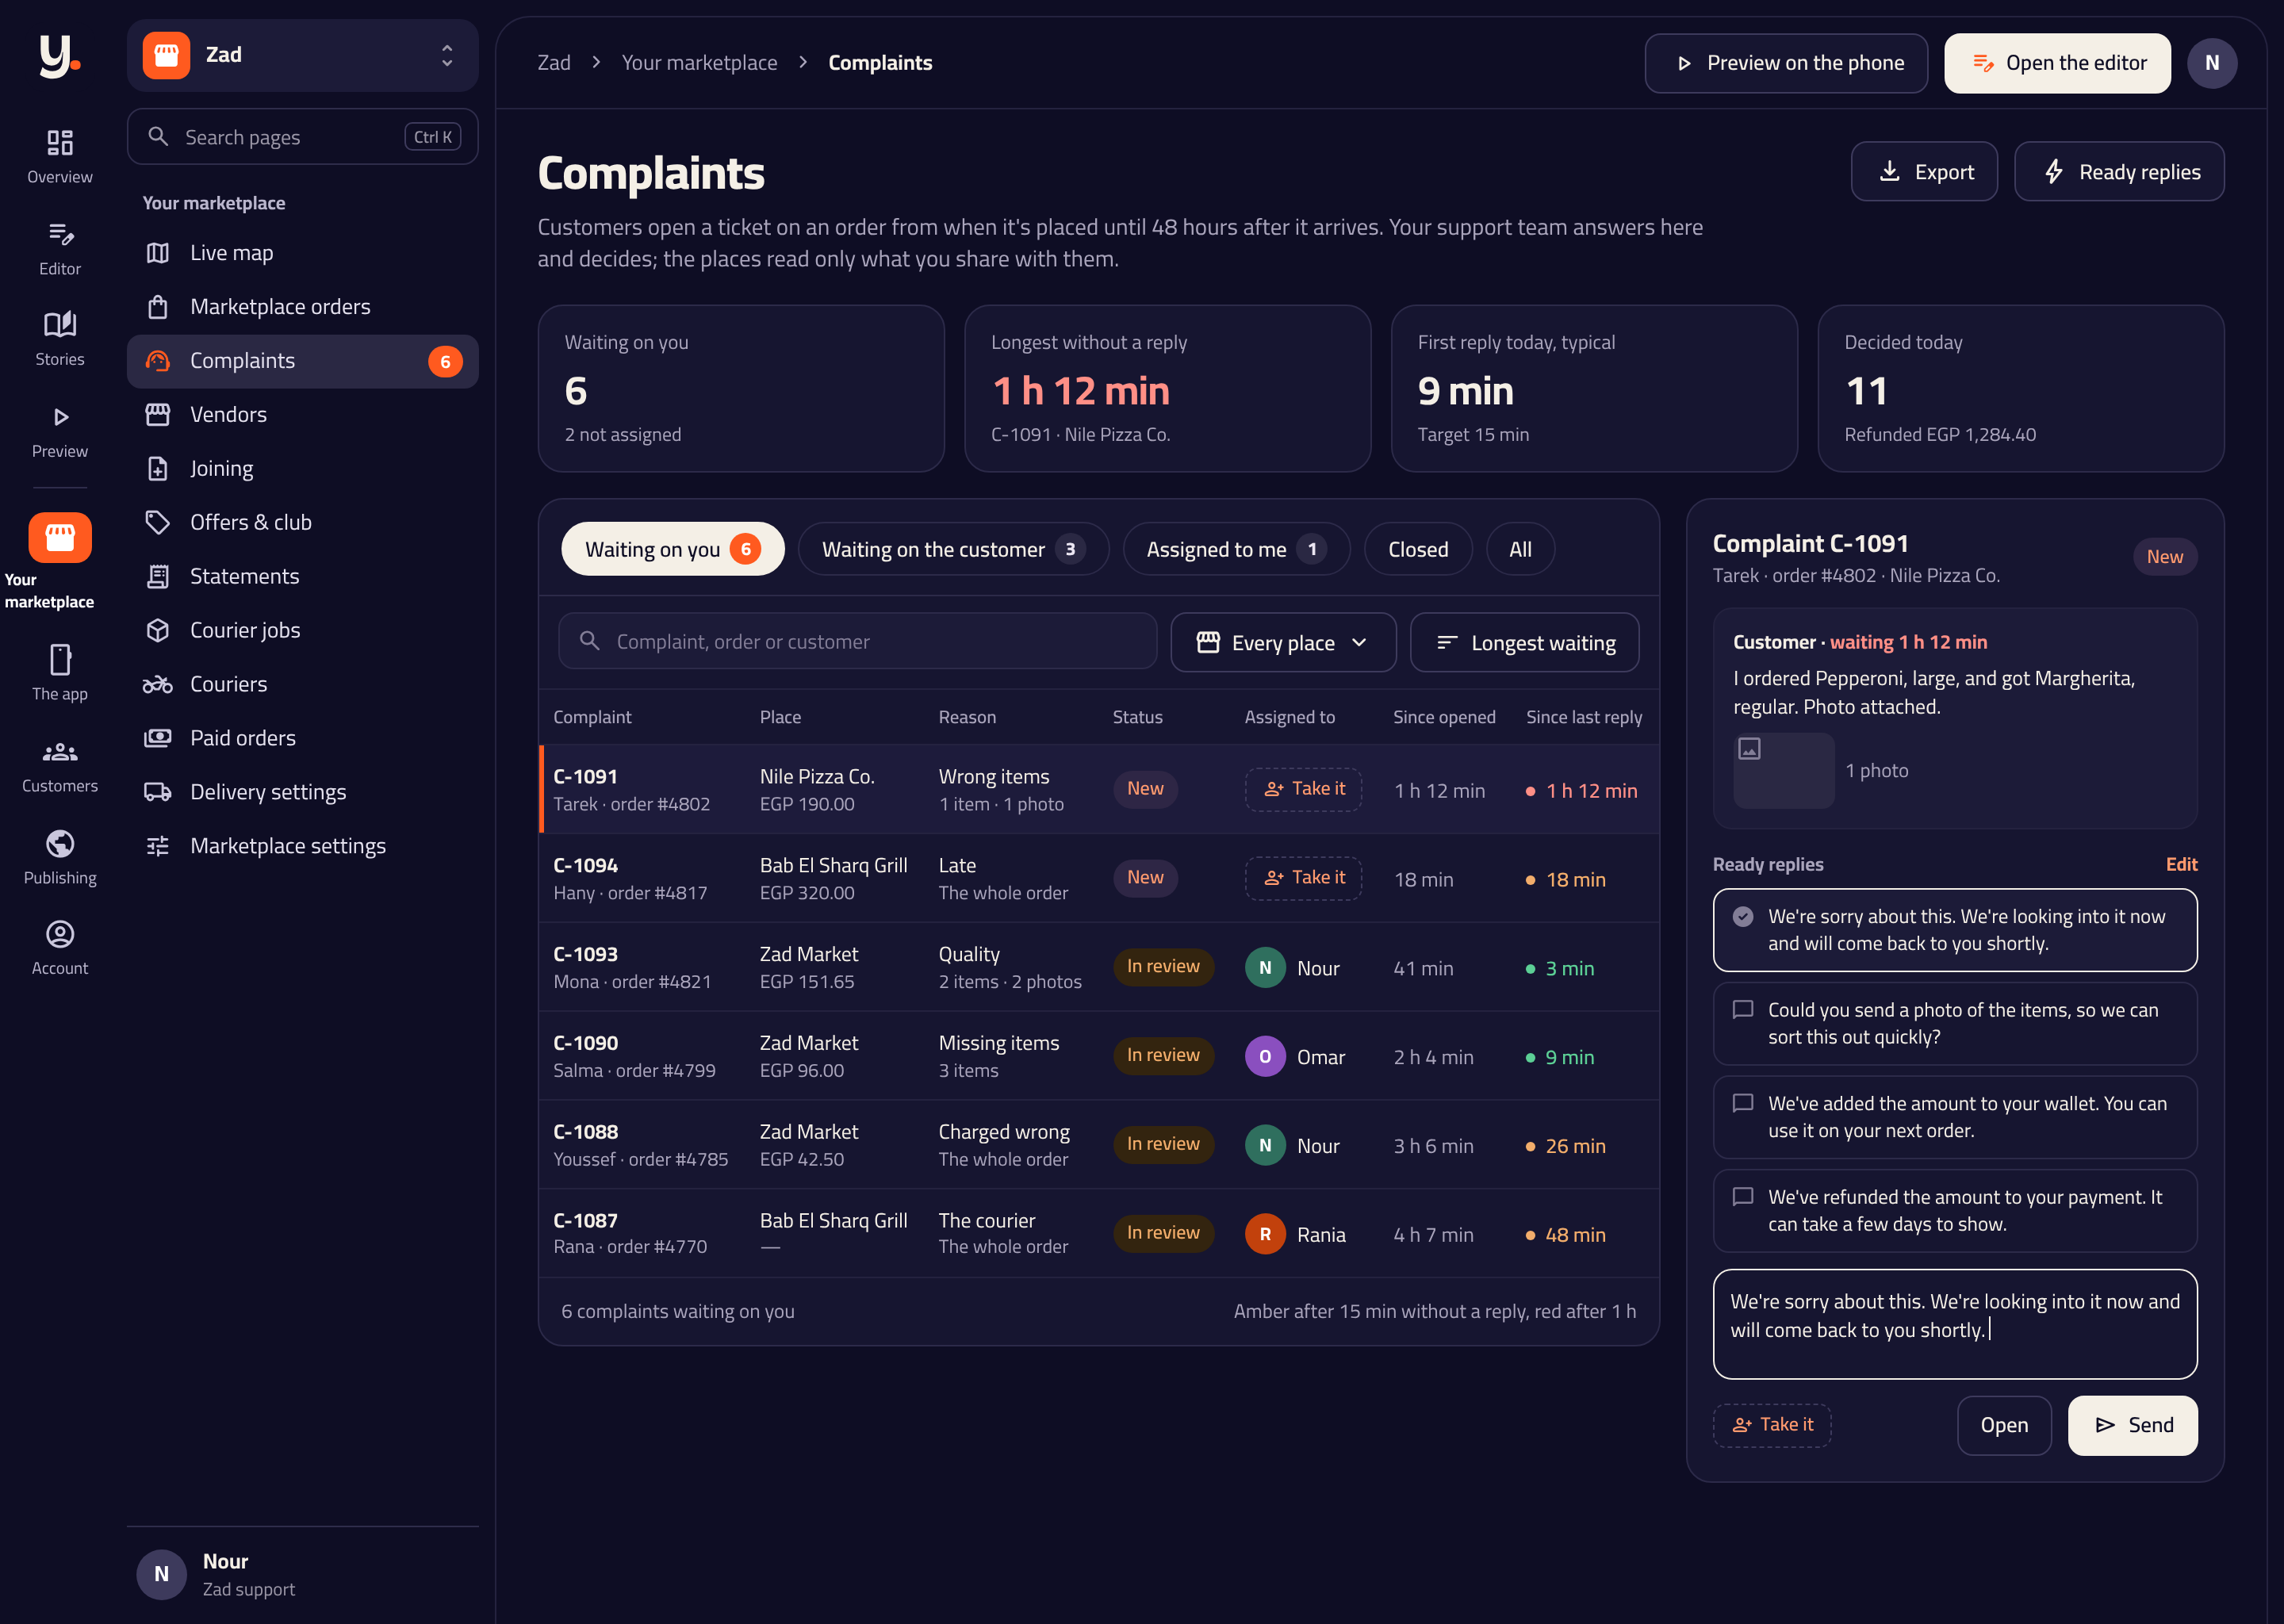 y.
Overview
Editor
Stories
Preview
Your
marketplace
The app
Customers
Publishing
Account
Zad
Search pages
Ctrl K
Your marketplace
Live map
Marketplace orders
Complaints
6
Vendors
Joining
Offers & club
Statements
Courier jobs
Couriers
Paid orders
Delivery settings
Marketplace settings
N
Nour
Zad support
Zad > Your marketplace > Complaints
Preview on the phone
Open the editor
N
Complaints
Export
Ready replies
Customers open a ticket on an order from when it's placed until 48 hours after it arrives. Your support team answers here
and decides; the places read only what you share with them.
Waiting on you
6
2 not assigned
Longest without a reply
1 h 12 min
C-1091 · Nile Pizza Co.
First reply today, typical
9 min
Target 15 min
Decided today
11
Refunded EGP 1,284.40
Waiting on you 6
Waiting on the customer 3
Assigned to me 1
Closed
All
Complaint, order or customer
Every place
Longest waiting
Complaint Place Reason Status Assigned to Since opened Since last reply
C-1091 Nile Pizza Co. Wrong items New Take it 1 h 12 min 1 h 12 min
Tarek · order #4802 EGP 190.00 1 item · 1 photo
C-1094 Bab El Sharq Grill Late New Take it 18 min 18 min
Hany · order #4817 EGP 320.00 The whole order
C-1093 Zad Market Quality In review N Nour 41 min 3 min
Mona · order #4821 EGP 151.65 2 items · 2 photos
C-1090 Zad Market Missing items In review O Omar 2 h 4 min 9 min
Salma · order #4799 EGP 96.00 3 items
C-1088 Zad Market Charged wrong In review N Nour 3 h 6 min 26 min
Youssef · order #4785 EGP 42.50 The whole order
C-1087 Bab El Sharq Grill The courier In review R Rania 4 h 7 min 48 min
Rana · order #4770 — The whole order
6 complaints waiting on you
Amber after 15 min without a reply, red after 1 h
Complaint C-1091
Tarek · order #4802 · Nile Pizza Co.
New
Customer · waiting 1 h 12 min
I ordered Pepperoni, large, and got Margherita,
regular. Photo attached.
1 photo
Ready replies
Edit
We're sorry about this. We're looking into it now
and will come back to you shortly.
Could you send a photo of the items, so we can
sort this out quickly?
We've added the amount to your wallet. You can
use it on your next order.
We've refunded the amount to your payment. It
can take a few days to show.
We're sorry about this. We're looking into it now and
will come back to you shortly.
Take it
Open
Send